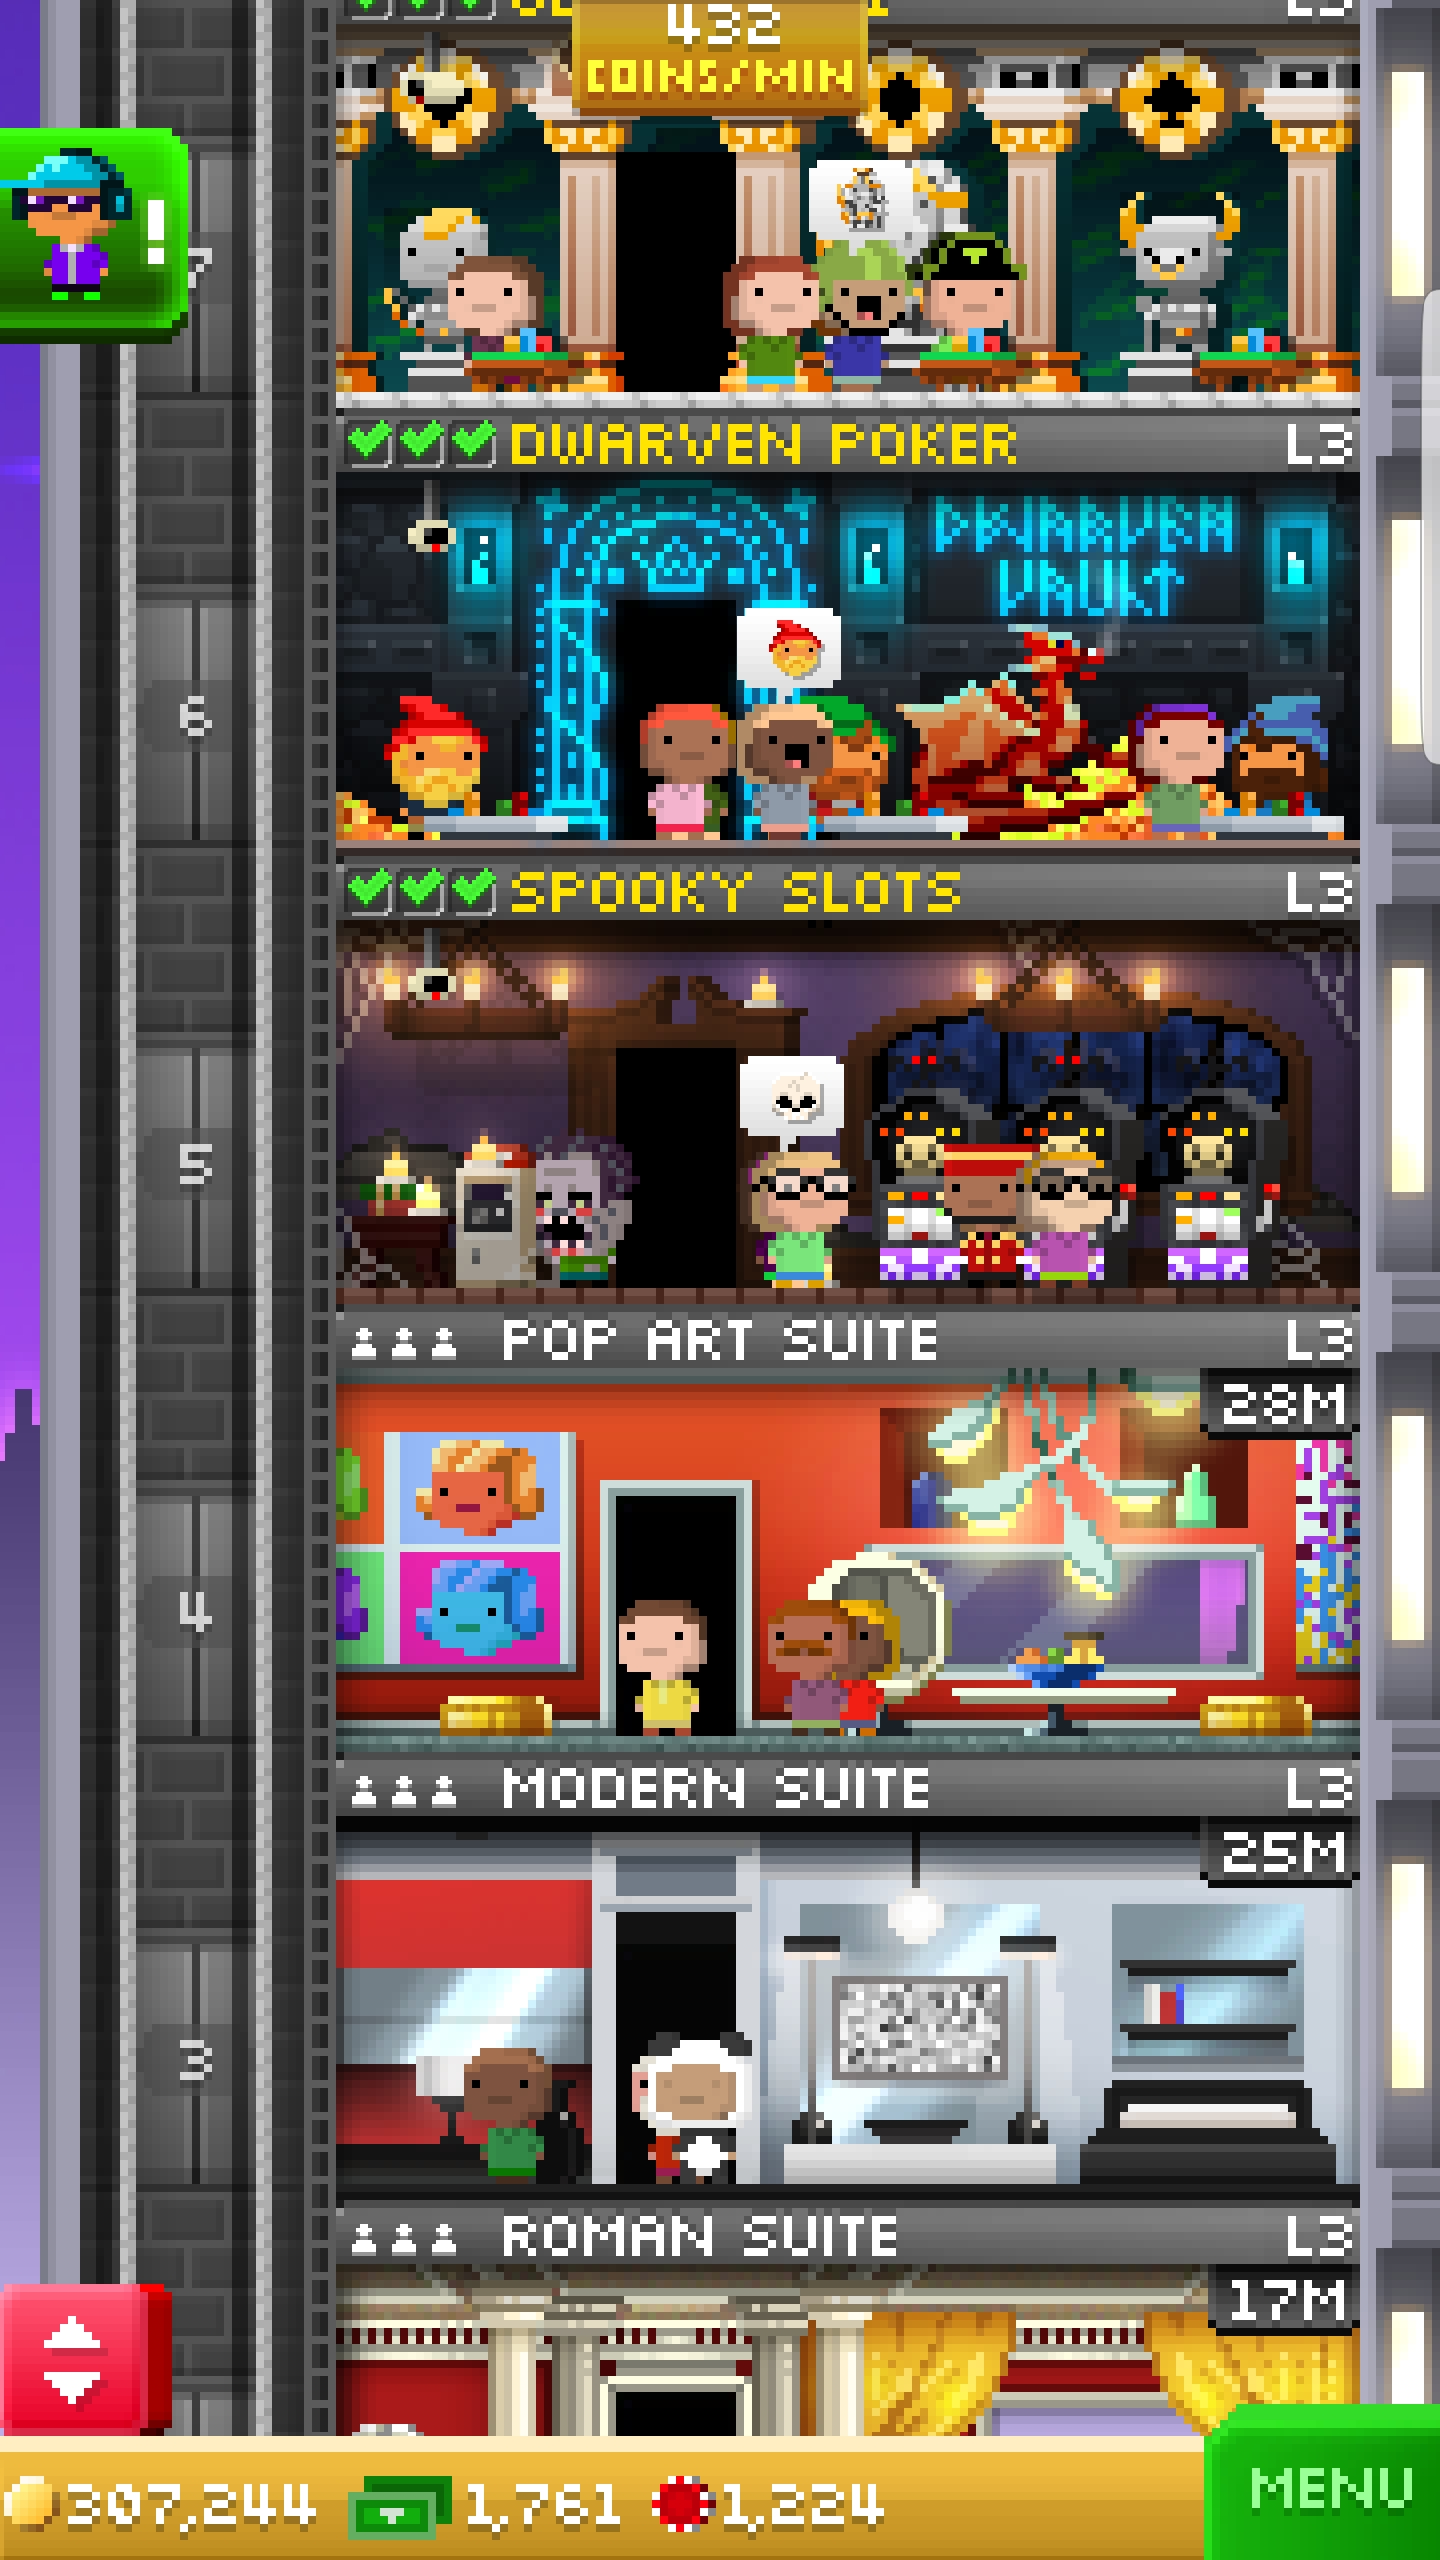 L3
432
COINS/MIN
!
7
DWARVEN POKER
L3
DWARVEN
VAULT
6
SPOOKY SLOTS
L3
5
POP ART SUITE
L3
28M
4
MODERN SUITE
L3
25M
3
ROMAN SUITE
L3
17M
307,244
1,761
1,224
MENU